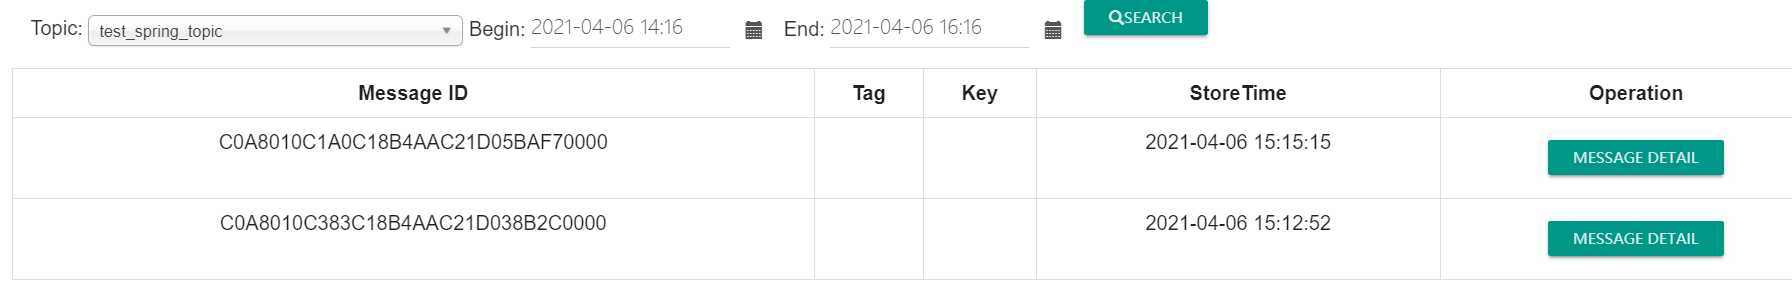 Topic: test_spring_topic Begin: 2021-04-06 14:16 End: 2021-04-06 16:16 SEARCH
Message ID Tag Key StoreTime Operation
C0A8010C1A0C18B4AAC21D05BAF70000 2021-04-06 15:15:15 MESSAGE DETAIL
C0A8010C383C18B4AAC21D038B2C0000 2021-04-06 15:12:52 MESSAGE DETAIL